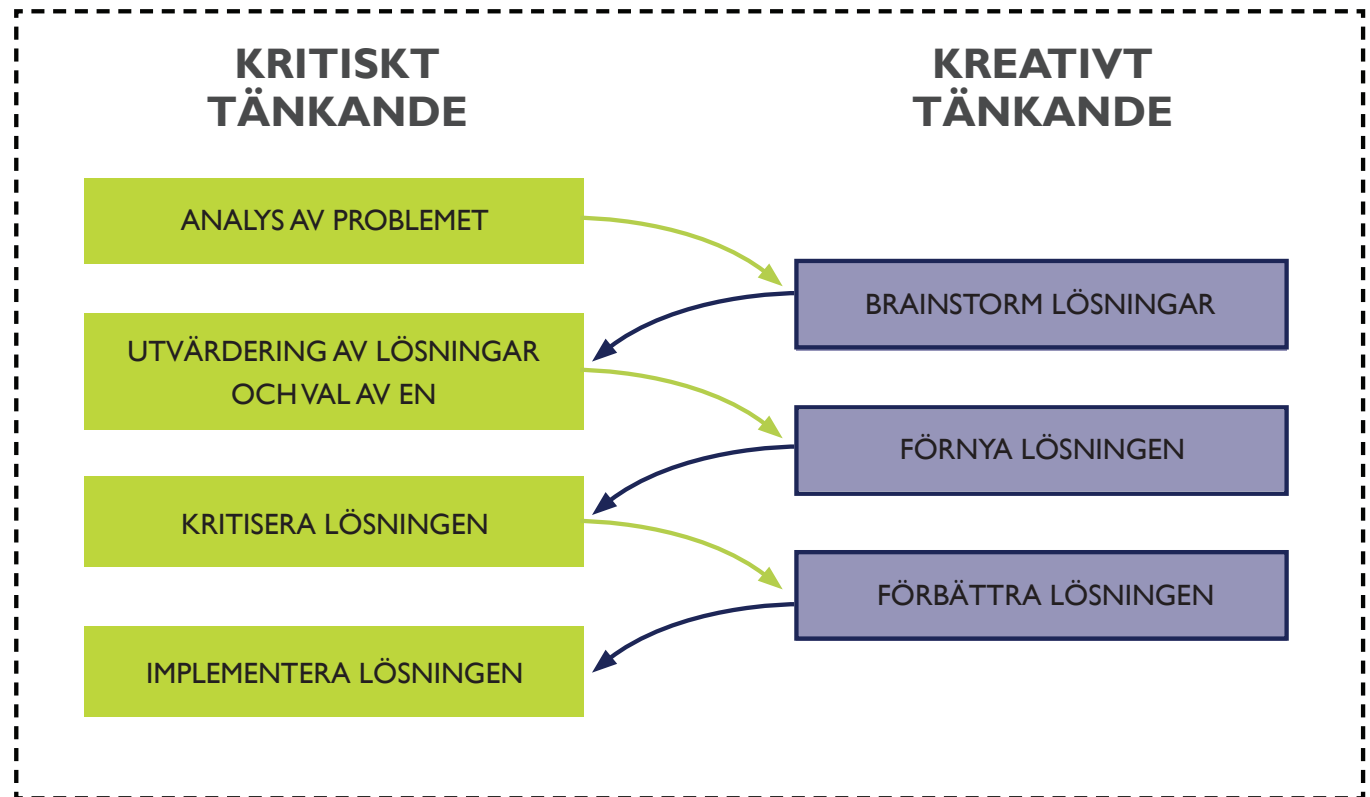 KRITISKT
TÄNKANDE
KREATIVT
TÄNKANDE
ANALYS AV PROBLEMET
BRAINSTORM LÖSNINGAR
UTVÄRDERING AV LÖSNINGAR
OCH VAL AV EN
FÖRNYA LÖSNINGEN
KRITISERA LÖSNINGEN
FÖRBÄTTRA LÖSNINGEN
IMPLEMENTERA LÖSNINGEN